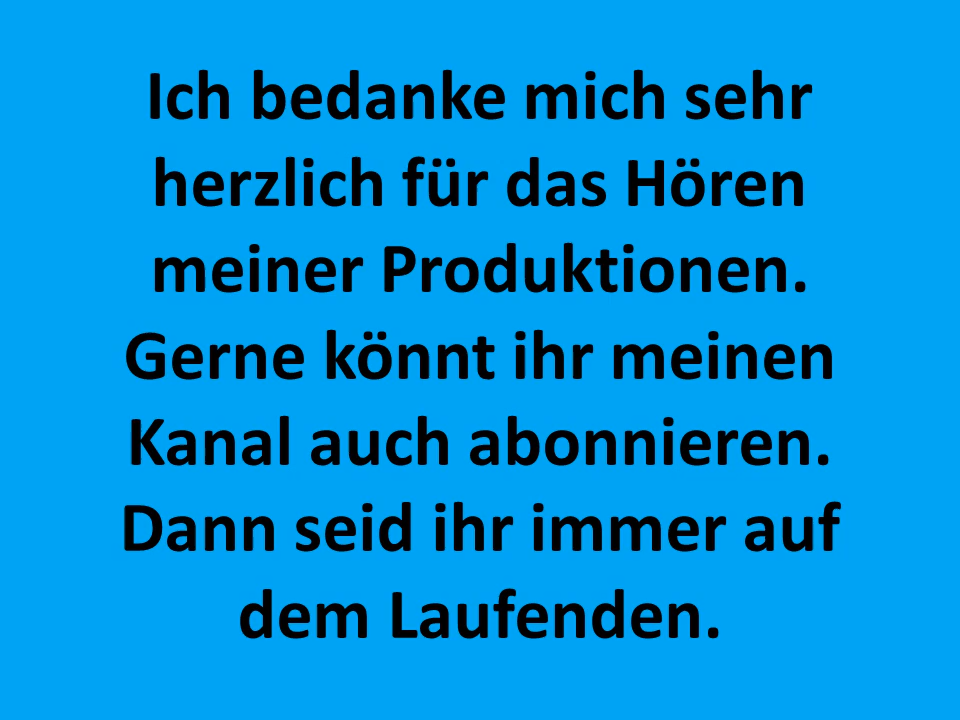 Ich bedanke mich sehr
herzlich für das Hören
meiner Produktionen.
Gerne könnt ihr meinen
Kanal auch abonnieren.
Dann seid ihr immer auf
dem Laufenden.